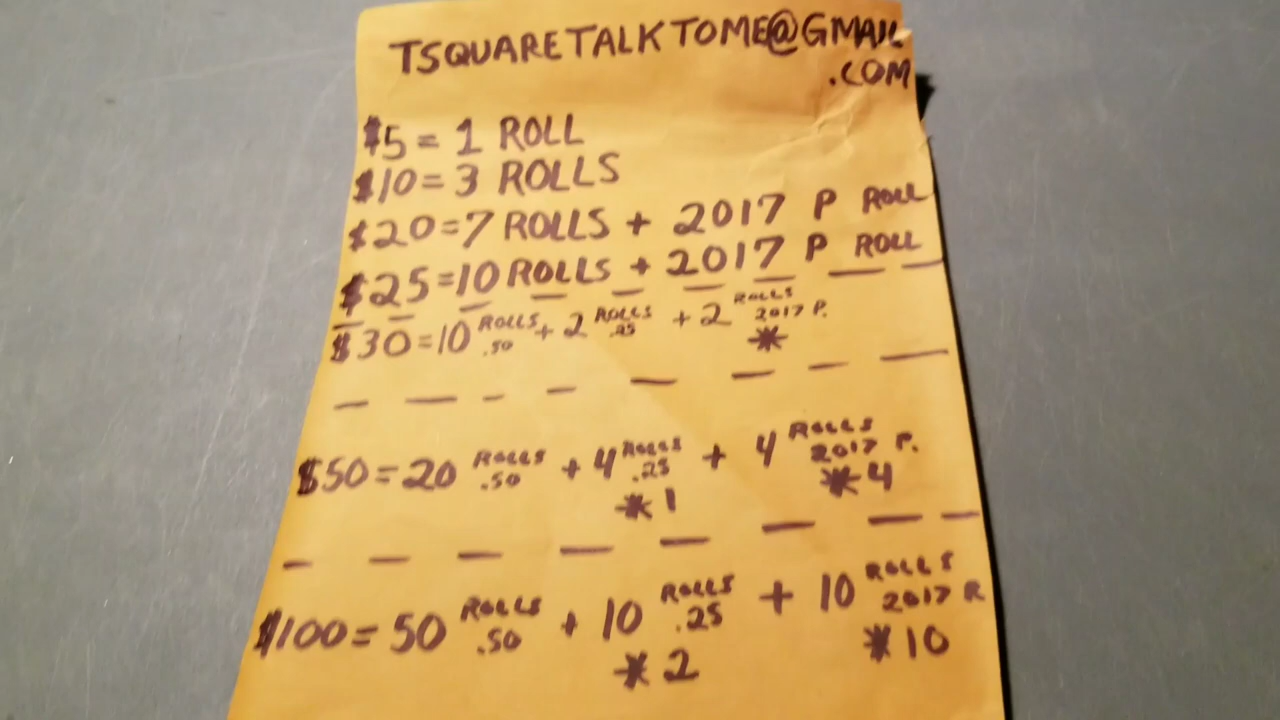 TSQUARETALKTOME@GMAIL
.COM
$5=1 ROLL
$10=3 ROLLS
$20=7 ROLLS + 2017 P ROLL
$25=10 ROLLS + 2017 P ROLL
$30=10 ROLLS .50 + 2 ROLLS .25 + 2 ROLLS 2017 P.
*
$50=20 ROLLS .50 + 4 ROLLS .25 + 4 ROLLS 2017 P.
*1 *4
$100=50 ROLLS .50 + 10 ROLLS .25 + 10 ROLLS 2017 P
*2 *10